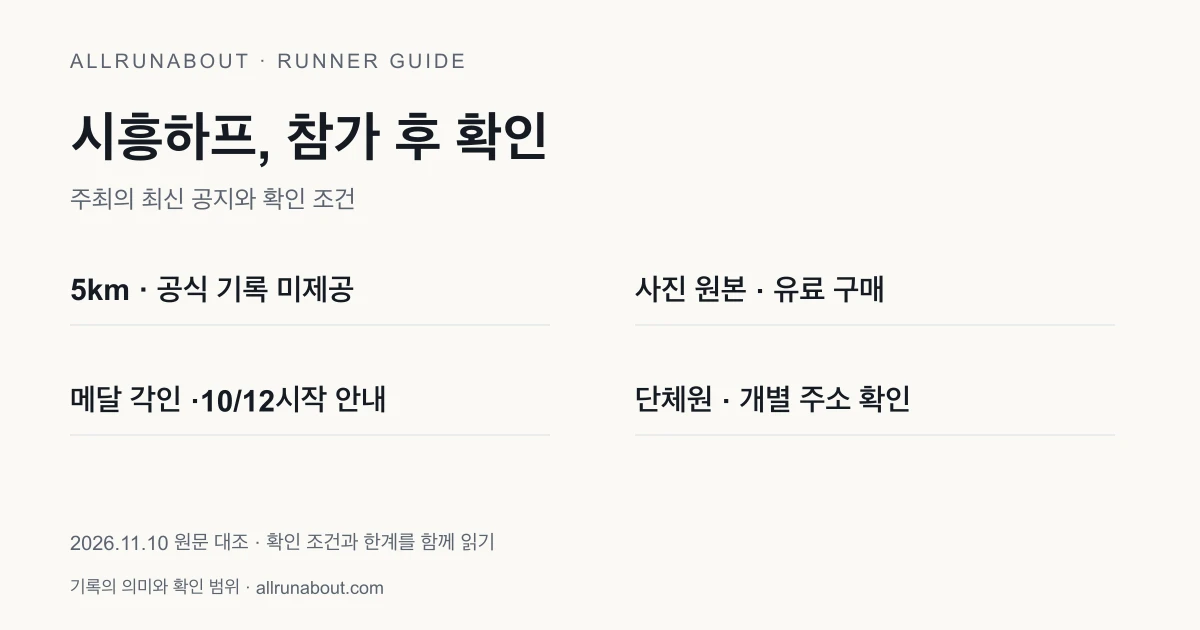 ALLRUNABOUT · RUNNER GUIDE
시흥하프, 참가 후 확인
주최의 최신 공지와 확인 조건
5km · 공식 기록 미제공
사진 원본 · 유료 구매
메달 각인 ·10/12시작 안내
단체원 · 개별 주소 확인
2026.11.10 원문 대조 · 확인 조건과 한계를 함께 읽기
기록의 의미와 확인 범위 · allrunabout.com